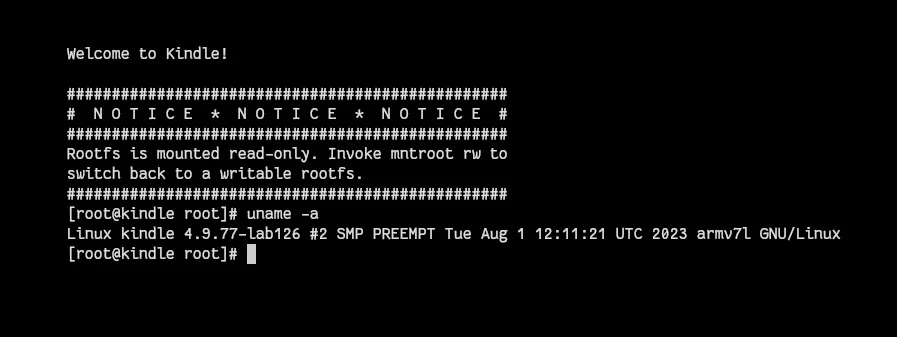 Welcome to Kindle!
#################################################
#  N O T I C E  *  N O T I C E  *  N O T I C E  #
#################################################
Rootfs is mounted read-only. Invoke mntroot rw to
switch back to a writable rootfs.
#################################################
[root@kindle root]# uname -a
Linux kindle 4.9.77-lab126 #2 SMP PREEMPT Tue Aug 1 12:11:21 UTC 2023 armv7l GNU/Linux
[root@kindle root]#